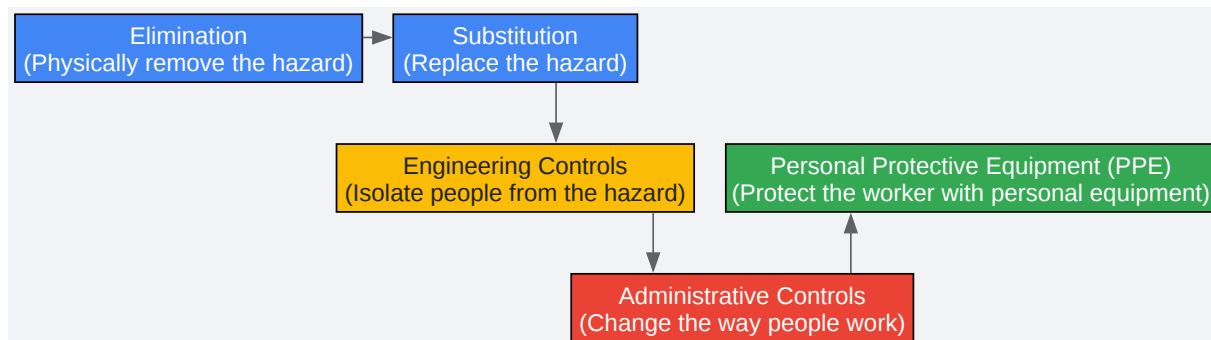 Elimination
(Physically remove the hazard)
Substitution
(Replace the hazard)
Engineering Controls
(Isolate people from the hazard)
Personal Protective Equipment (PPE)
(Protect the worker with personal equipment)
Administrative Controls
(Change the way people work)